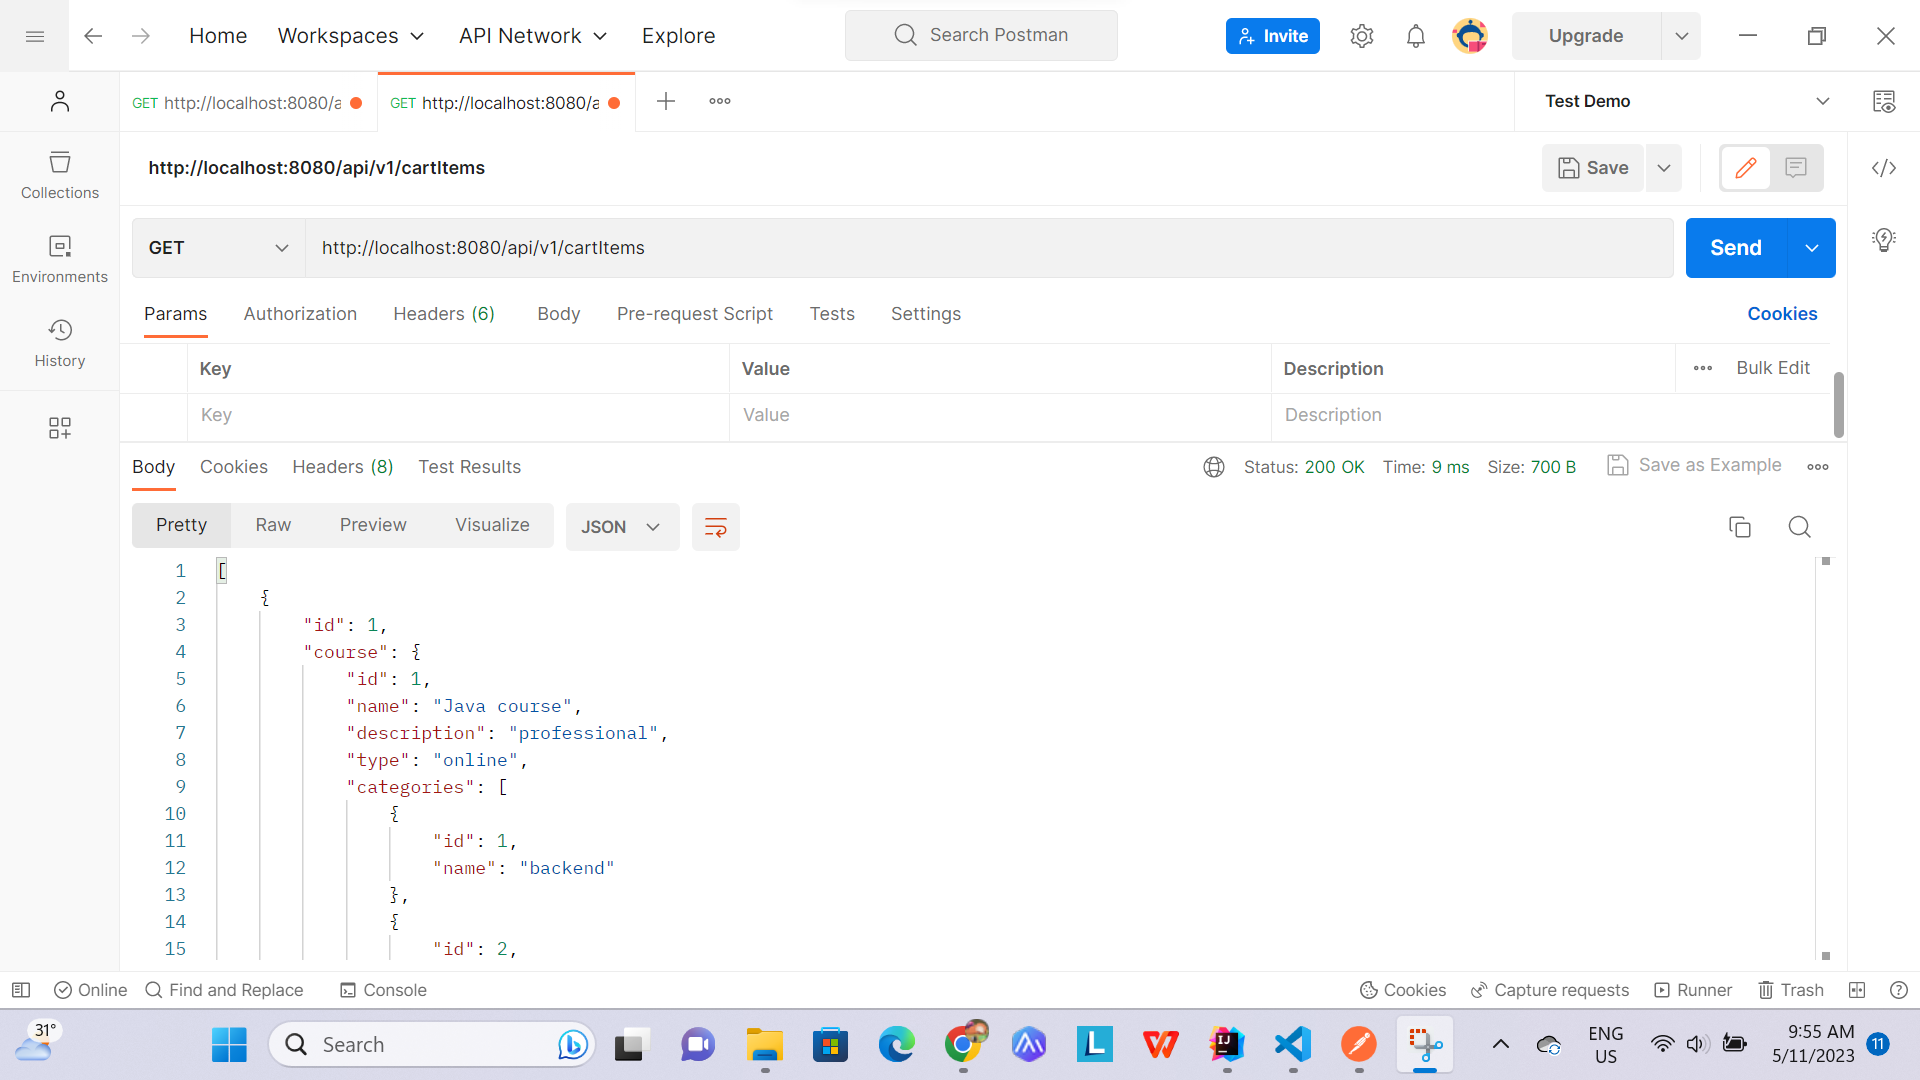 Home Workspaces API Network Explore Search Postman Invite Upgrade
GET http://localhost:8080/a GET http://localhost:8080/a Test Demo
http://localhost:8080/api/v1/cartItems Save
Collections
GET http://localhost:8080/api/v1/cartItems Send
Environments
Params Authorization Headers (6) Body Pre-request Script Tests Settings Cookies
History
Key Value Description Bulk Edit
Key Value Description
Body Cookies Headers (8) Test Results Status: 200 OK Time: 9 ms Size: 700 B Save as Example
Pretty Raw Preview Visualize JSON
1 [
2 {
3 "id": 1,
4 "course": {
5 "id": 1,
6 "name": "Java course",
7 "description": "professional",
8 "type": "online",
9 "categories": [
10 {
11 "id": 1,
12 "name": "backend"
13 },
14 {
15 "id": 2,
Online Find and Replace Console Cookies Capture requests Runner Trash
31° Search ENG US 9:55 AM 5/11/2023 11